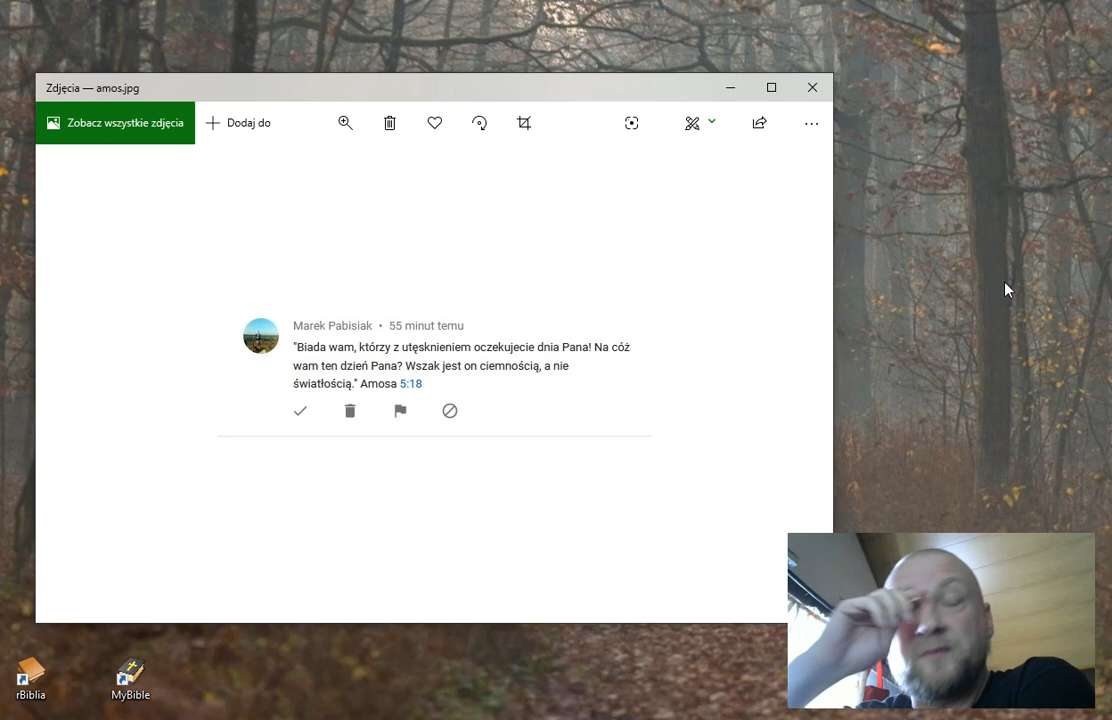 Zdjęcia — amos.jpg
Zobacz wszystkie zdjęcia
Dodaj do
Marek Pabisiak • 55 minut temu
"Biada wam, którzy z utęsknieniem oczekujecie dnia Pana! Na cóż
wam ten dzień Pana? Wszak jest on ciemnością, a nie
światłością." Amosa 5:18
rBiblia
MyBible